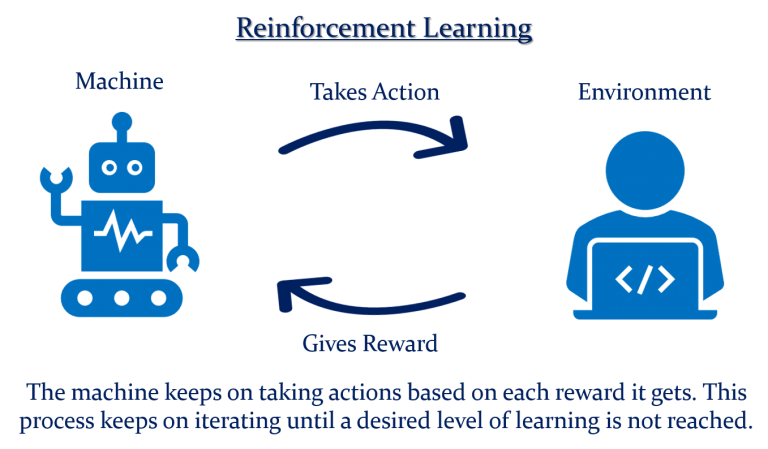 Reinforcement Learning
Machine
Takes Action
Environment
</>
Gives Reward
The machine keeps on taking actions based on each reward it gets. This
process keeps on iterating until a desired level of learning is not reached.